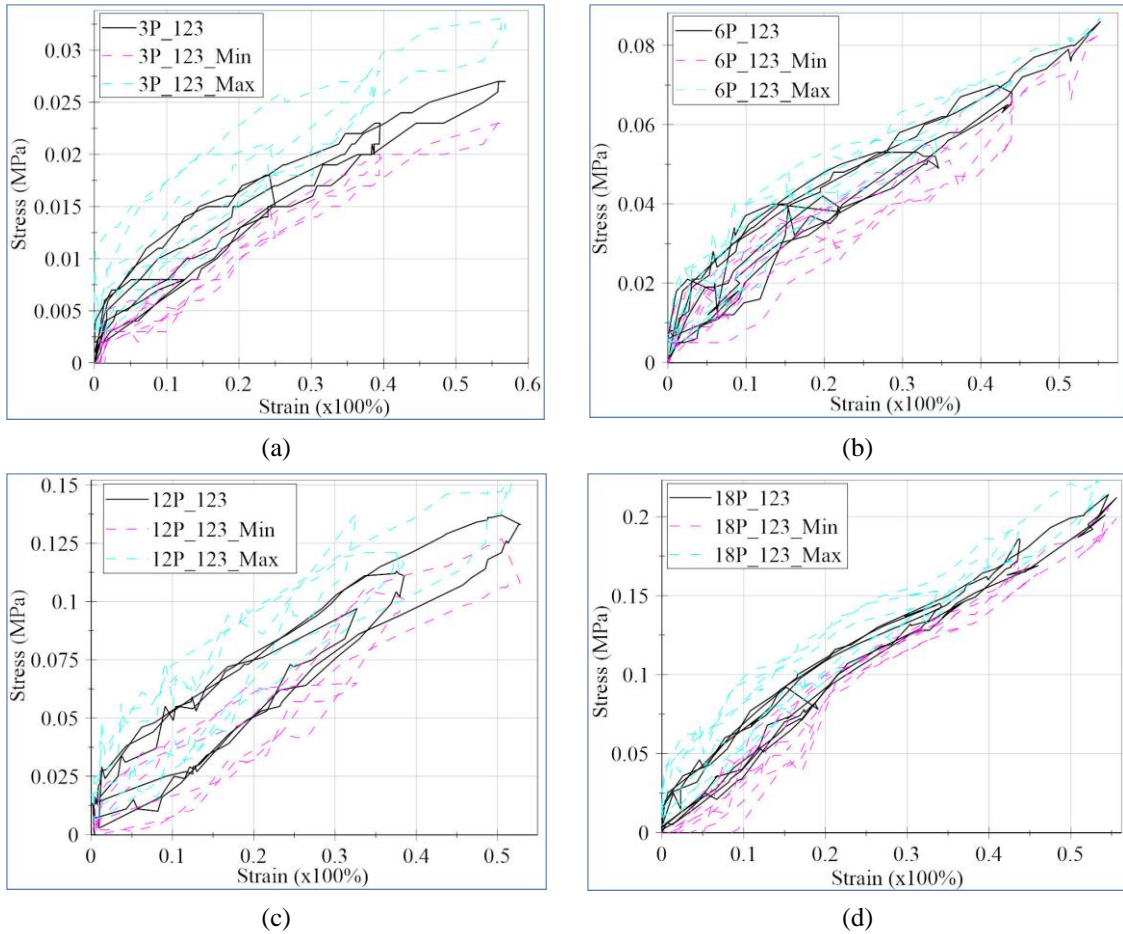 3P_123
3P_123_Min
3P_123_Max
Stress (MPa)
0.03
0.025
0.02
0.015
0.01
0.005
0
0 0.1 0.2 0.3 0.4 0.5 0.6
Strain (x100%)
(a)
6P_123
6P_123_Min
6P_123_Max
Stress (MPa)
0.08
0.06
0.04
0.02
0
0 0.1 0.2 0.3 0.4 0.5
Strain (x100%)
(b)
12P_123
12P_123_Min
12P_123_Max
Stress (MPa)
0.15
0.125
0.1
0.075
0.05
0.025
0
0 0.1 0.2 0.3 0.4 0.5
Strain (x100%)
(c)
18P_123
18P_123_Min
18P_123_Max
Stress (MPa)
0.2
0.15
0.1
0.05
0
0 0.1 0.2 0.3 0.4 0.5
Strain (x100%)
(d)